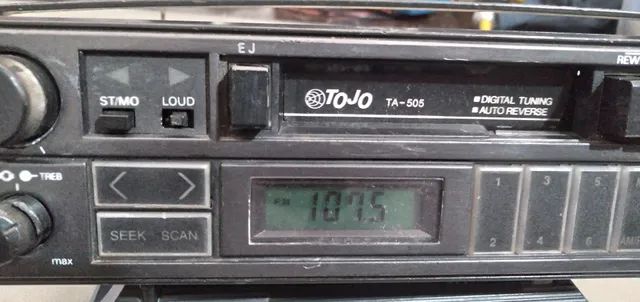 EJ
REW
TOJO TA-505
DIGITAL TUNING
AUTO REVERSE
ST/MO LOUD
TREB
FM 107.5
1 3 5
SEEK SCAN
2 4 6
max